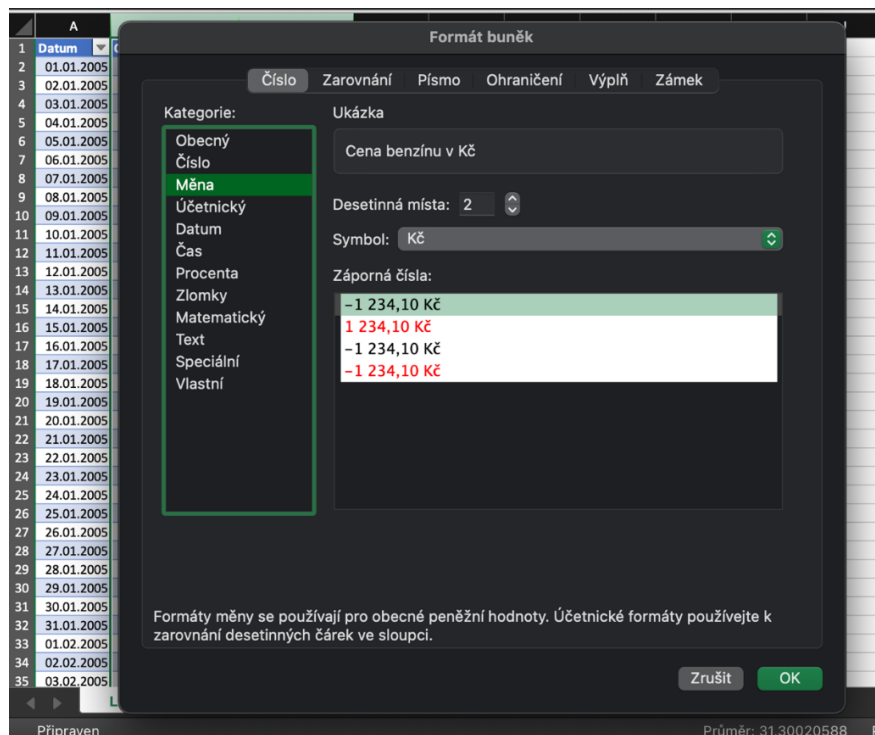 A
Formát buněk
1 Datum
2 01.01.2005
3 02.01.2005
4 03.01.2005
5 04.01.2005
6 05.01.2005
7 06.01.2005
8 07.01.2005
9 08.01.2005
10 09.01.2005
11 10.01.2005
12 11.01.2005
13 12.01.2005
14 13.01.2005
15 14.01.2005
16 15.01.2005
17 16.01.2005
18 17.01.2005
19 18.01.2005
20 19.01.2005
21 20.01.2005
22 21.01.2005
23 22.01.2005
24 23.01.2005
25 24.01.2005
26 25.01.2005
27 26.01.2005
28 27.01.2005
29 28.01.2005
30 29.01.2005
31 30.01.2005
32 31.01.2005
33 01.02.2005
34 02.02.2005
35 03.02.2005
Číslo Zarovnání Písmo Ohraničení Výplň Zámek
Kategorie:
Obecný
Číslo
Měna
Účetnický
Datum
Čas
Procenta
Zlomky
Matematický
Text
Speciální
Vlastní
Ukázka
Cena benzínu v Kč
Desetinná místa: 2
Symbol: Kč
Záporná čísla:
−1 234,10 Kč
1 234,10 Kč
−1 234,10 Kč
−1 234,10 Kč
Formáty měny se používají pro obecné peněžní hodnoty. Účetnické formáty používejte k
zarovnání desetinných čárek ve sloupci.
Zrušit OK
Připraven
Průměr: 31.30020588